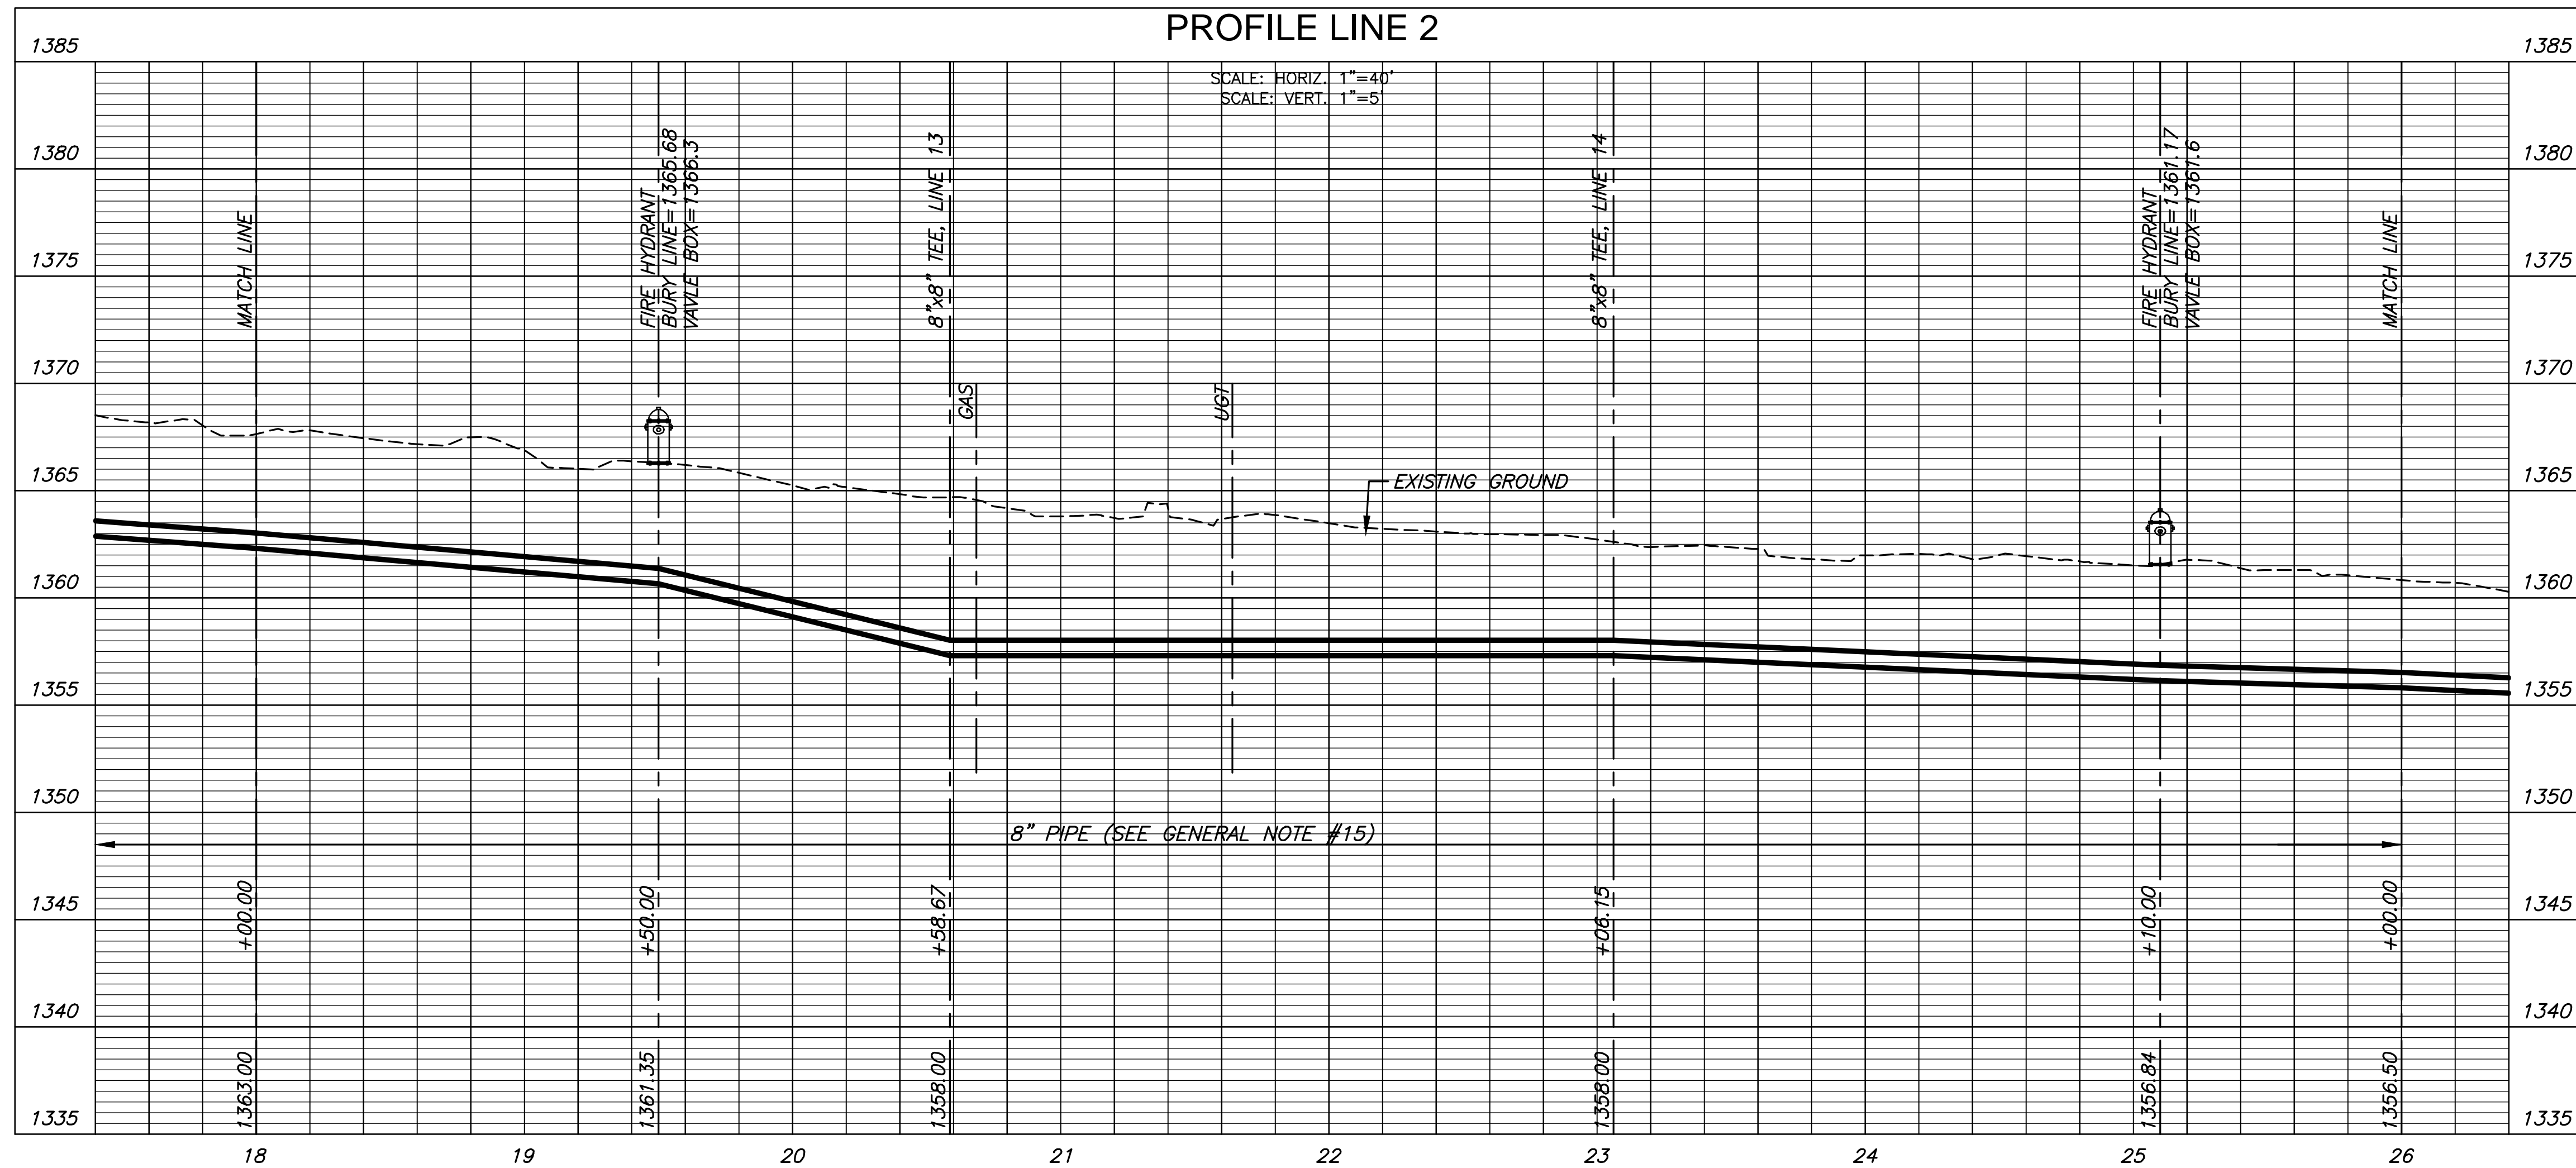 PROFILE LINE 2
SCALE: HORIZ. 1"=40'
SCALE: VERT. 1"=5'
1385
1385
1380
1380
1375
1375
1370
1370
1365
1365
1360
1360
1355
1355
1350
1350
1345
1345
1340
1340
1335
1335
MATCH LINE
FIRE HYDRANT
BURY LINE=1365.68
VAVLE BOX=1366.3
8"x8" TEE, LINE 13
GAS
UGT
8"x8" TEE, LINE 14
FIRE HYDRANT
BURY LINE=1361.17
VAVLE BOX=1361.6
MATCH LINE
EXISTING GROUND
8" PIPE (SEE GENERAL NOTE #15)
+00.00
+50.00
+58.67
+06.15
+10.00
+00.00
1363.00
1361.35
1358.00
1358.00
1356.84
1356.50
18
19
20
21
22
23
24
25
26